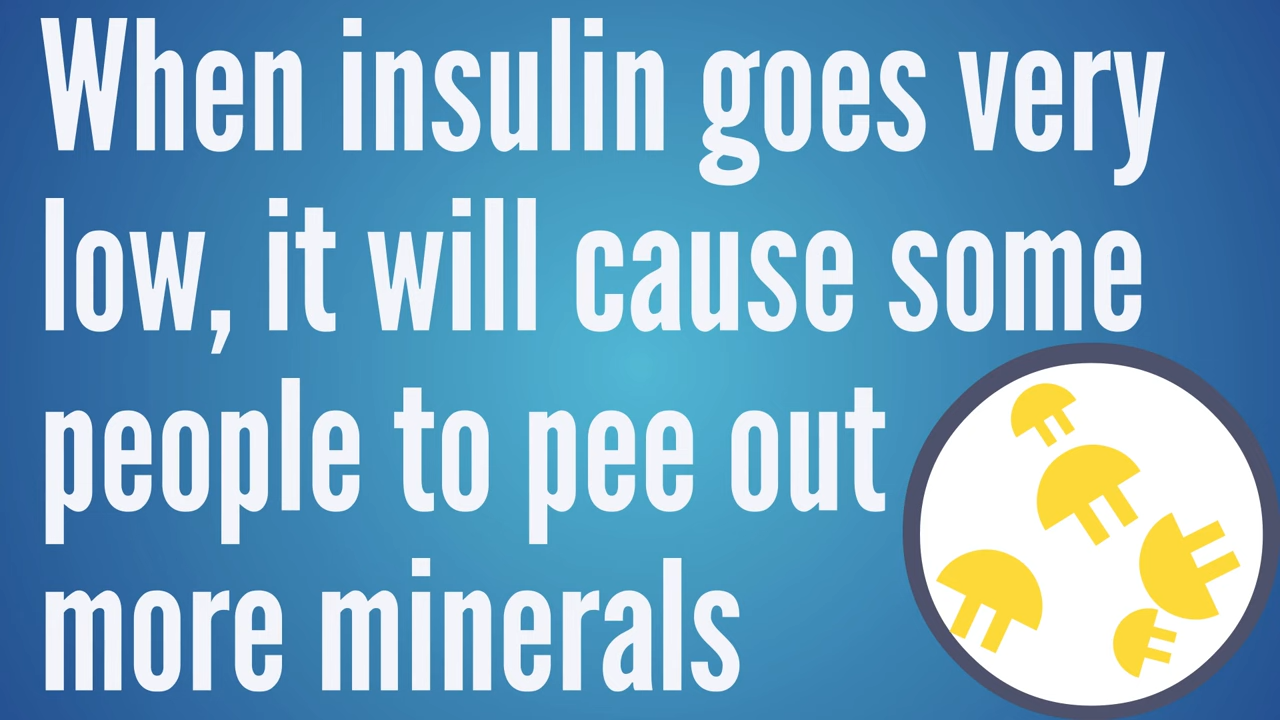 When insulin goes very
low, it will cause some
people to pee out
more minerals